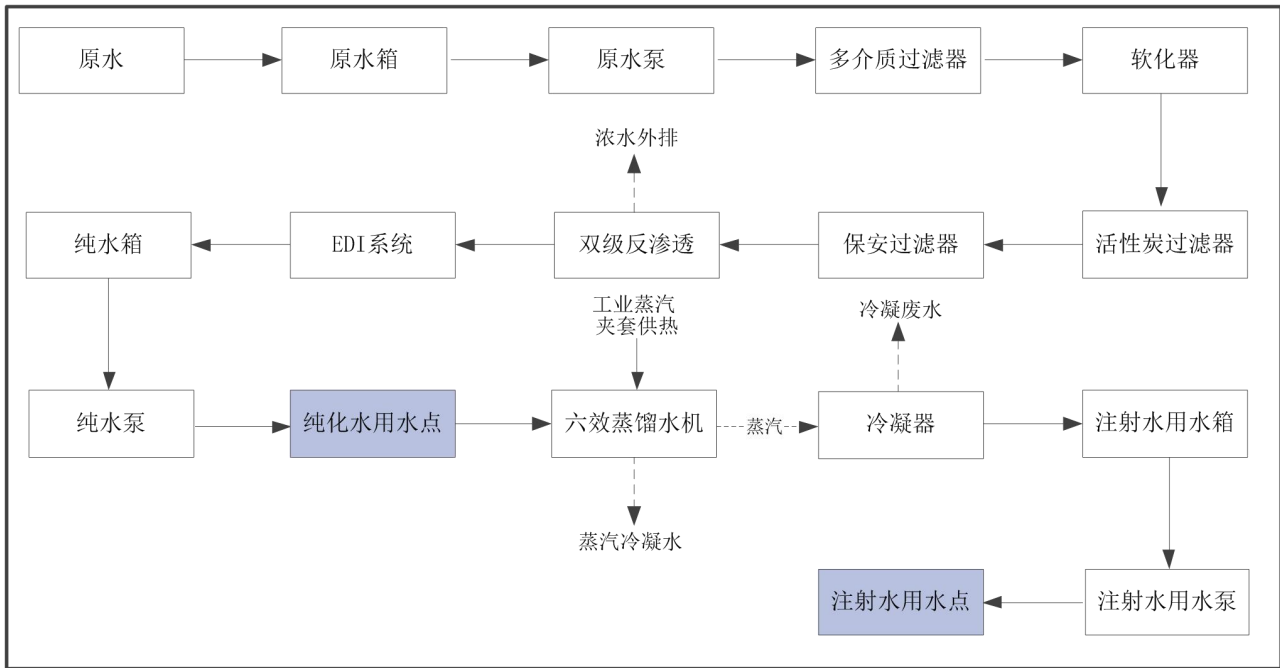 原水
原水箱
原水泵
多介质过滤器
软化器
浓水外排
纯水箱
EDI系统
双级反渗透
保安过滤器
活性炭过滤器
工业蒸汽
夹套供热
冷凝废水
纯水泵
纯化水用水点
六效蒸馏水机
蒸汽
冷凝器
注射水用水箱
蒸汽冷凝水
注射水用水点
注射水用水泵